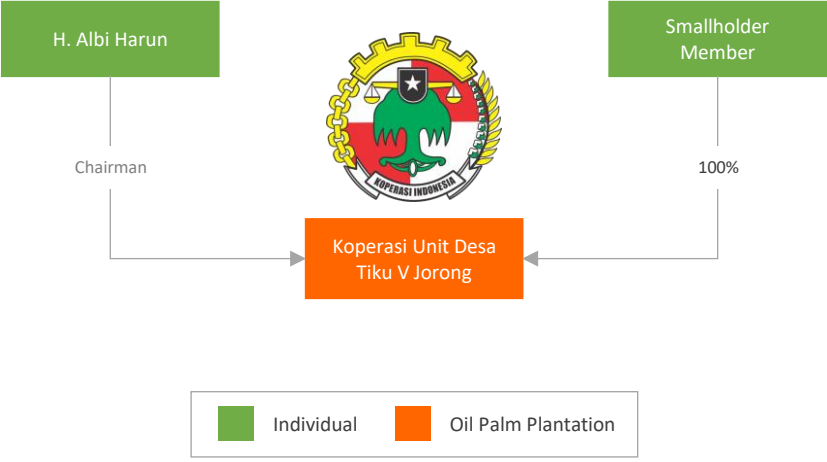 H. Albi Harun
Smallholder
Member
KOPERASI INDONESIA
Chairman
100%
Koperasi Unit Desa
Tiku V Jorong
Individual
Oil Palm Plantation